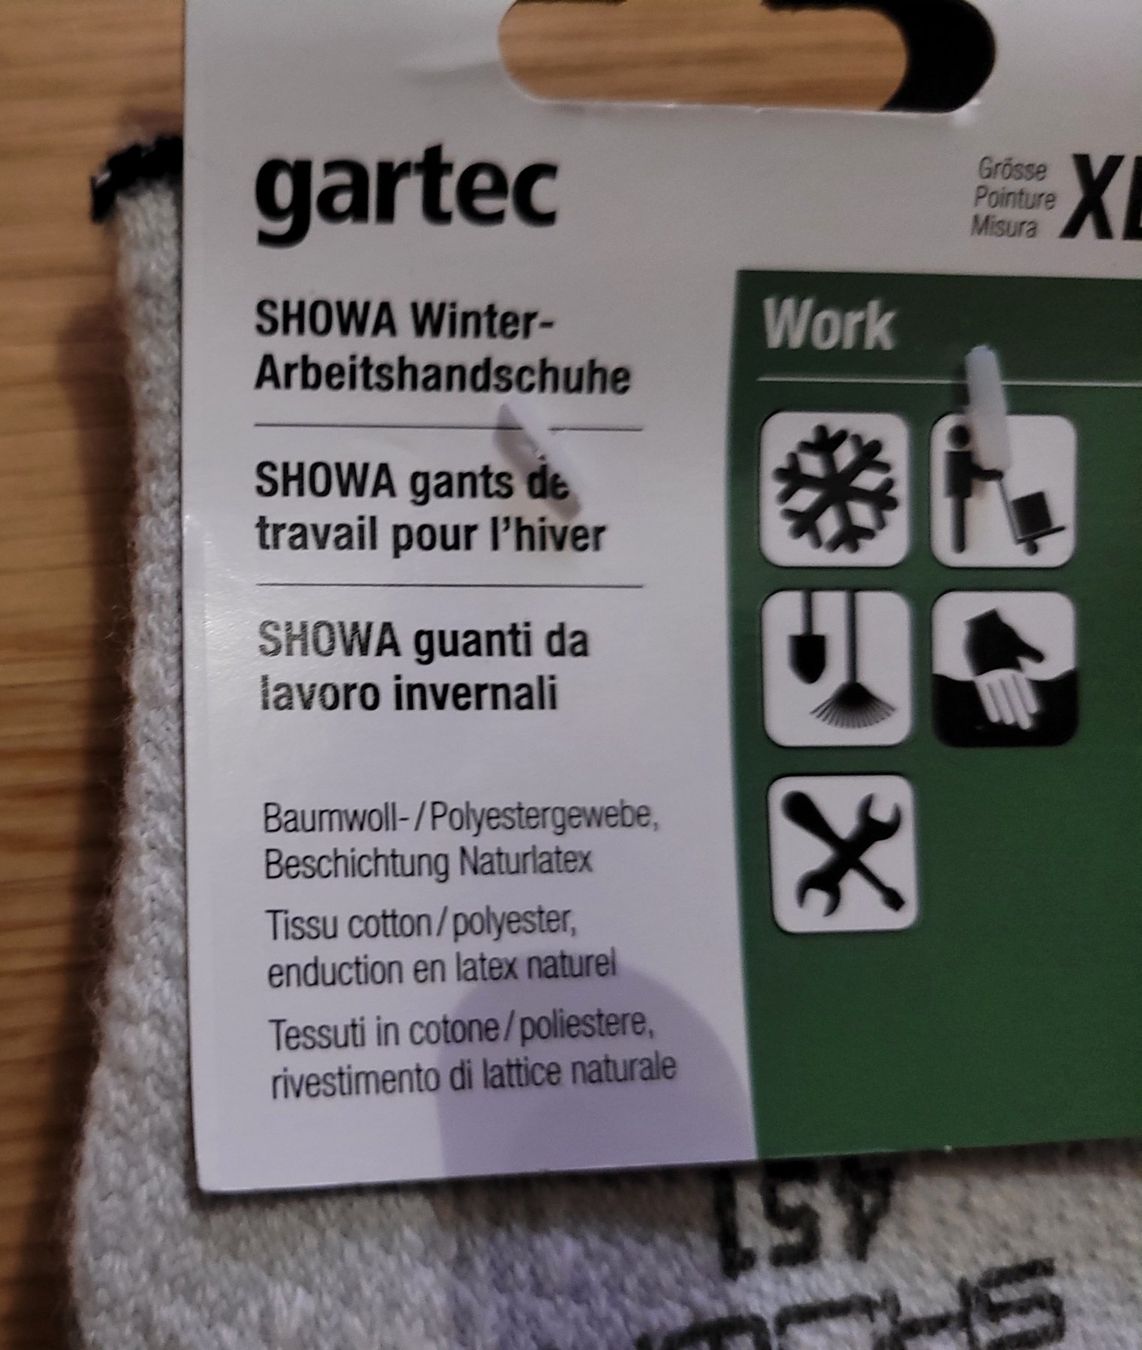 gartec
Grösse
Pointure
Misura
XL
SHOWA Winter-
Arbeitshandschuhe
SHOWA gants de
travail pour l'hiver
SHOWA guanti da
lavoro invernali
Work
Baumwoll-/Polyestergewebe,
Beschichtung Naturlatex
Tissu cotton/polyester,
enduction en latex naturel
Tessuti in cotone/poliestere,
rivestimento di lattice naturale
451